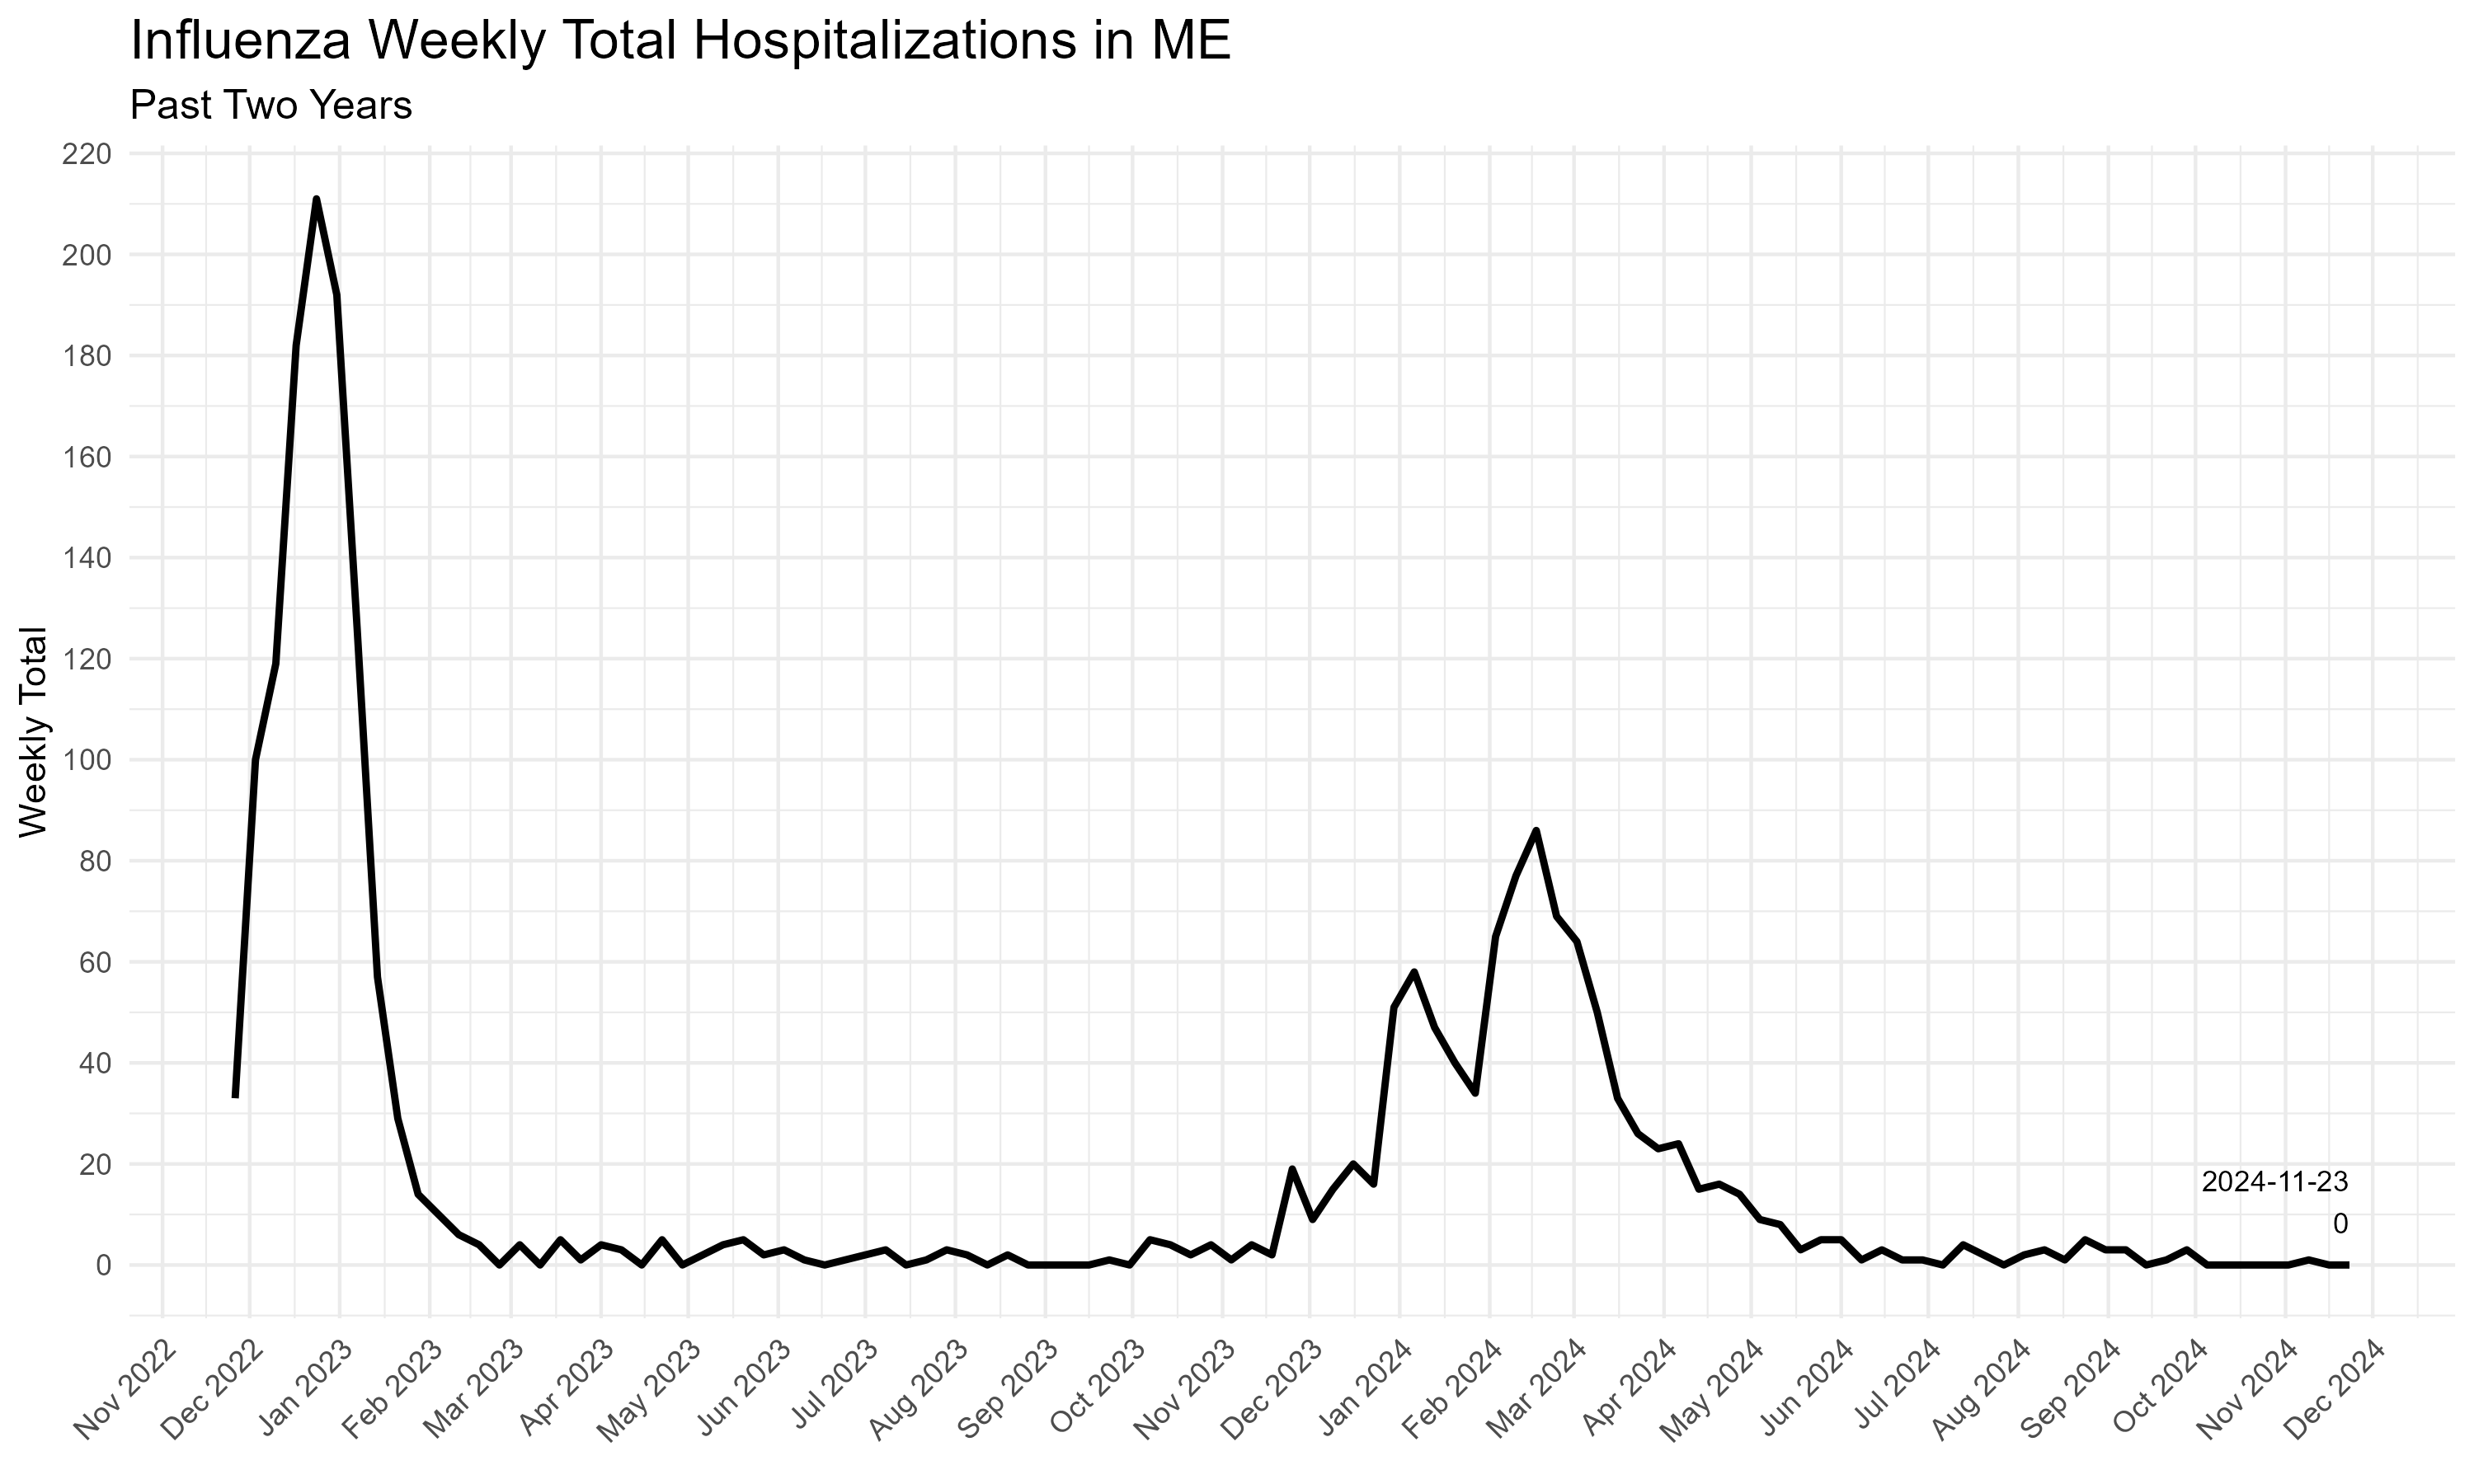 Influenza Weekly Total Hospitalizations in ME
Past Two Years
Weekly Total
220
200
180
160
140
120
100
80
60
40
20
0
2024-11-23
0
Nov 2022
Dec 2022
Jan 2023
Feb 2023
Mar 2023
Apr 2023
May 2023
Jun 2023
Jul 2023
Aug 2023
Sep 2023
Oct 2023
Nov 2023
Dec 2023
Jan 2024
Feb 2024
Mar 2024
Apr 2024
May 2024
Jun 2024
Jul 2024
Aug 2024
Sep 2024
Oct 2024
Nov 2024
Dec 2024